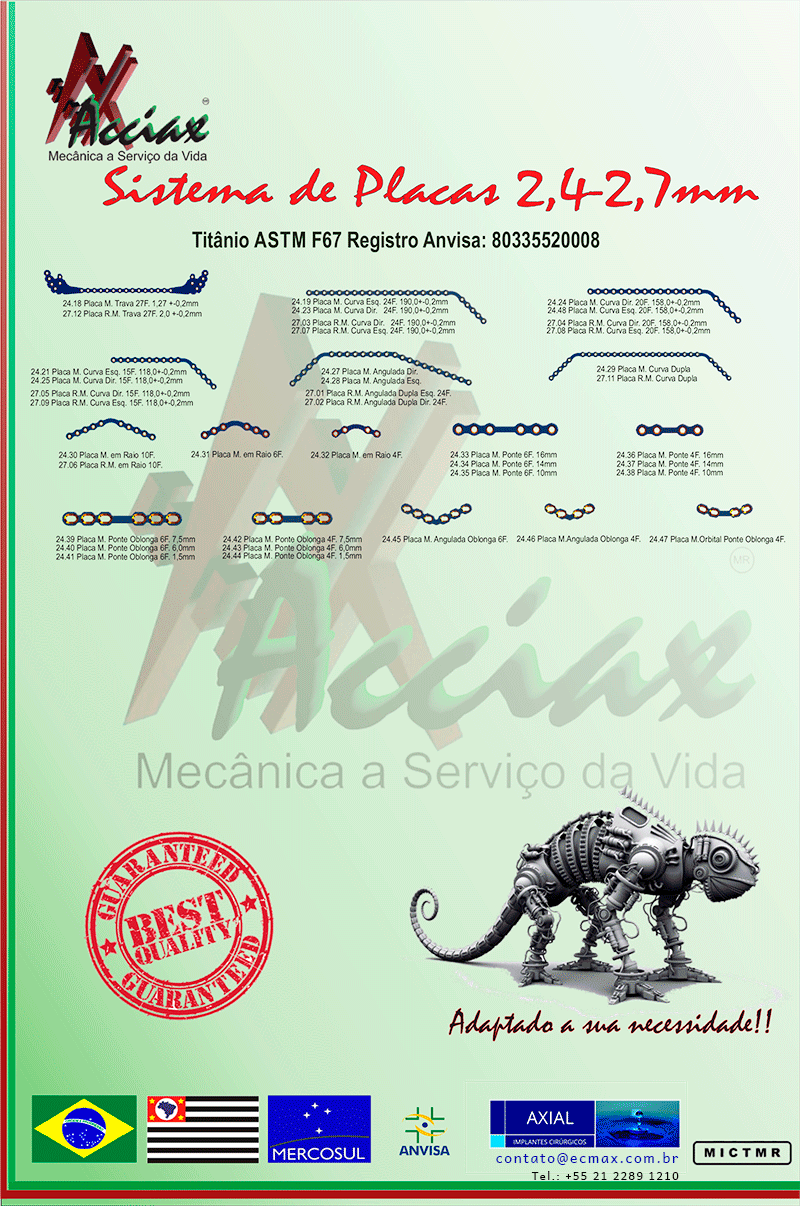 Acciax
MR
Mecânica a Serviço da Vida
Sistema de Placas 2,4-2,7mm
Titânio ASTM F67 Registro Anvisa: 80335520008
24.18 Placa M. Trava 27F. 1,27 +-0,2mm
27.12 Placa R.M. Trava 27F. 2,0 +-0,2mm
24.19 Placa M. Curva Esq. 24F. 190,0+-0,2mm
24.23 Placa M. Curva Dir. 24F. 190,0+-0,2mm
27.03 Placa R.M. Curva Dir. 24F. 190,0+-0,2mm
27.07 Placa R.M. Curva Esq. 24F. 190,0+-0,2mm
24.24 Placa M. Curva Dir. 20F. 158,0+-0,2mm
24.48 Placa M. Curva Esq. 20F. 158,0+-0,2mm
27.04 Placa R.M. Curva Dir. 20F. 158,0+-0,2mm
27.08 Placa R.M. Curva Esq. 20F. 158,0+-0,2mm
24.21 Placa M. Curva Esq. 15F. 118,0+-0,2mm
24.25 Placa M. Curva Dir. 15F. 118,0+-0,2mm
27.05 Placa R.M. Curva Dir. 15F. 118,0+-0,2mm
27.09 Placa R.M. Curva Esq. 15F. 118,0+-0,2mm
24.27 Placa M. Angulada Dir.
24.28 Placa M. Angulada Esq.
27.01 Placa R.M. Angulada Dupla Esq. 24F.
27.02 Placa R.M. Angulada Dupla Dir. 24F.
24.29 Placa M. Curva Dupla
27.11 Placa R.M. Curva Dupla
24.30 Placa M. em Raio 10F.
27.06 Placa R.M. em Raio 10F.
24.31 Placa M. em Raio 6F.
24.32 Placa M. em Raio 4F.
24.33 Placa M. Ponte 6F. 16mm
24.34 Placa M. Ponte 6F. 14mm
24.35 Placa M. Ponte 6F. 10mm
24.36 Placa M. Ponte 4F. 16mm
24.37 Placa M. Ponte 4F. 14mm
24.38 Placa M. Ponte 4F. 10mm
24.39 Placa M. Ponte Oblonga 6F. 7,5mm
24.40 Placa M. Ponte Oblonga 6F. 6,0mm
24.41 Placa M. Ponte Oblonga 6F. 1,5mm
24.42 Placa M. Ponte Oblonga 4F. 7,5mm
24.43 Placa M. Ponte Oblonga 4F. 6,0mm
24.44 Placa M. Ponte Oblonga 4F. 1,5mm
24.45 Placa M. Angulada Oblonga 6F.
24.46 Placa M.Angulada Oblonga 4F.
24.47 Placa M.Orbital Ponte Oblonga 4F.
MR
Acciax
Mecânica a Serviço da Vida
GUARANTEED
BEST
QUALITY
GUARANTEED
Adaptado a sua necessidade!!
MERCOSUL
ANVISA
AXIAL
IMPLANTES CIRÚRGICOS
contato@ecmax.com.br
Tel.: +55 21 2289 1210
MICTMR